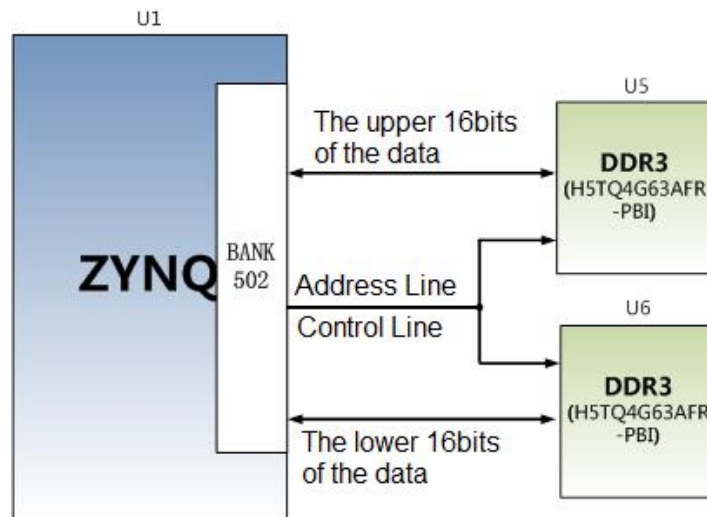 U1
ZYNQ
BANK
502
The upper 16bits
of the data
Address Line
Control Line
The lower 16bits
of the data
U5
DDR3
(H5TQ4G63AFR
-PBI)
U6
DDR3
(H5TQ4G63AFR
-PBI)